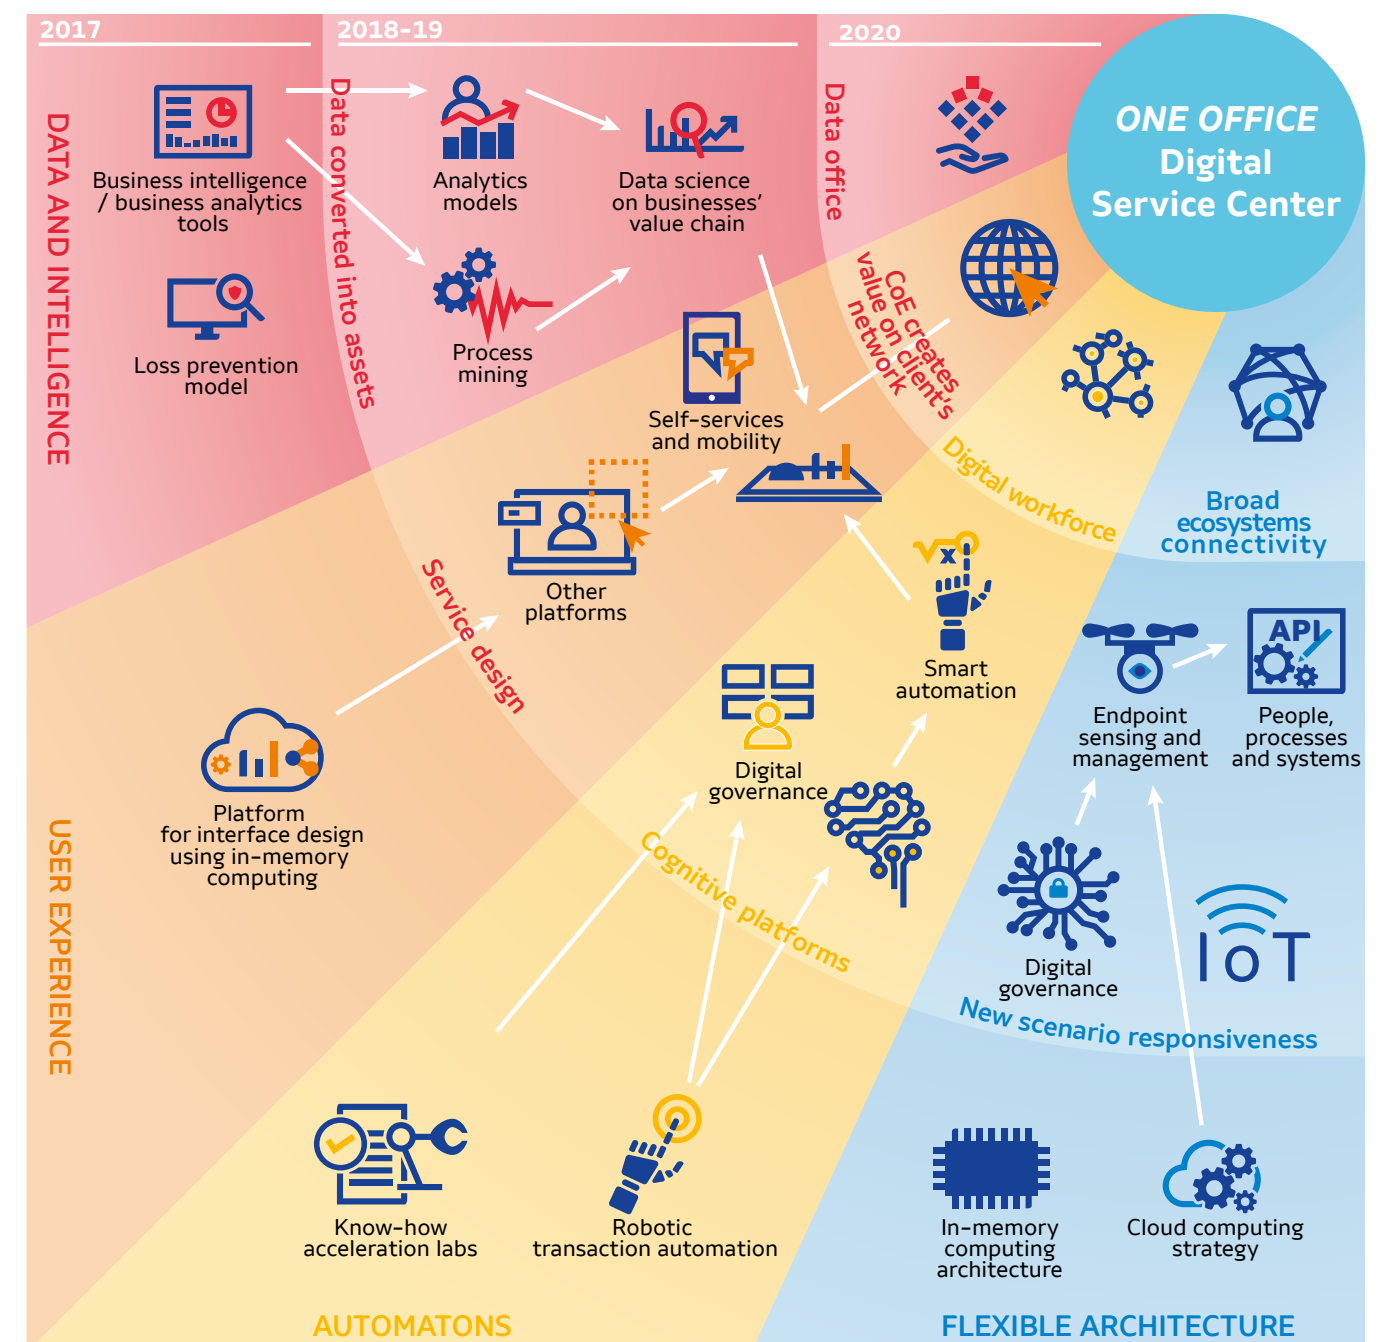 2017
2018-19
2020
ONE OFFICE
Digital
Service Center
DATA AND INTELLIGENCE
Business intelligence
/ business analytics
tools
Loss prevention
model
Data converted into assets
Analytics
models
Data science
on businesses’
value chain
Process
mining
Data office
CoE creates
value on client's
network
USER EXPERIENCE
Platform
for interface design
using in-memory
computing
Service design
Other
platforms
Self-services
and mobility
Digital workforce
AUTOMATONS
Know-how
acceleration labs
Robotic
transaction automation
Cognitive platforms
Digital
governance
x
Smart
automation
FLEXIBLE ARCHITECTURE
In-memory
computing
architecture
Cloud computing
strategy
New scenario responsiveness
Digital
governance
IoT
Endpoint
sensing and
management
API
People,
processes
and systems
Broad
ecosystems
connectivity